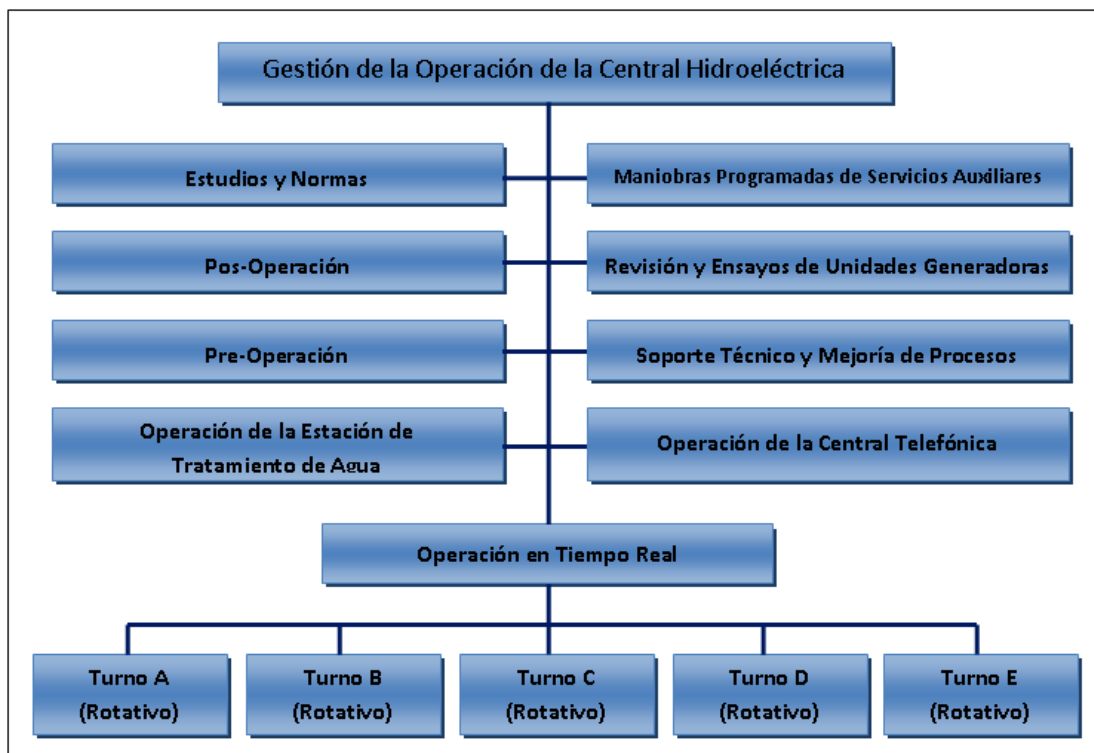 Gestión de la Operación de la Central Hidroeléctrica
Estudios y Normas
Maniobras Programadas de Servicios Auxiliares
Pos-Operación
Revisión y Ensayos de Unidades Generadoras
Pre-Operación
Soporte Técnico y Mejoría de Procesos
Operación de la Estación de
Tratamiento de Agua
Operación de la Central Telefónica
Operación en Tiempo Real
Turno A
(Rotativo)
Turno B
(Rotativo)
Turno C
(Rotativo)
Turno D
(Rotativo)
Turno E
(Rotativo)